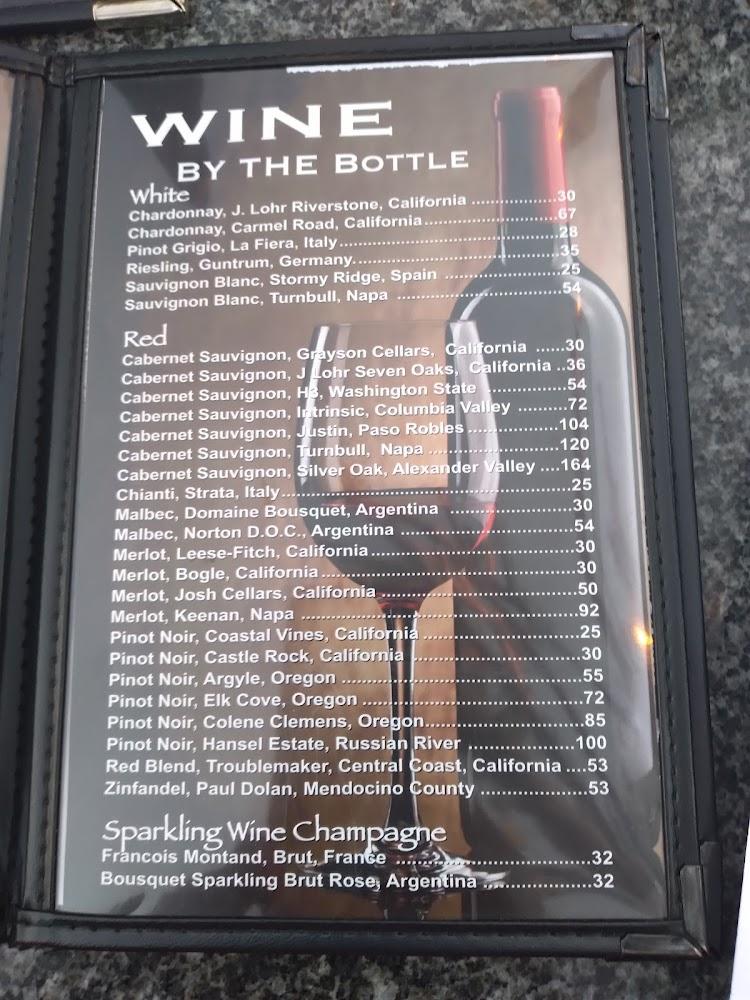 WINE
BY THE BOTTLE
White
Chardonnay, J. Lohr Riverstone, California ..................30
Chardonnay, Carmel Road, California...........................67
Pinot Grigio, La Fiera, Italy.............................................28
Riesling, Guntrum, Germany..........................................35
Sauvignon Blanc, Stormy Ridge, Spain ........................25
Sauvignon Blanc, Turnbull, Napa ..................................54
Red
Cabernet Sauvignon, Grayson Cellars, California ......30
Cabernet Sauvignon, J Lohr Seven Oaks, California ..36
Cabernet Sauvignon, H3, Washington State ................54
Cabernet Sauvignon, Intrinsic, Columbia Valley ..........72
Cabernet Sauvignon, Justin, Paso Robles..................104
Cabernet Sauvignon, Turnbull, Napa ..........................120
Cabernet Sauvignon, Silver Oak, Alexander Valley ....164
Chianti, Strata, Italy.........................................................25
Malbec, Domaine Bousquet, Argentina ........................30
Malbec, Norton D.O.C., Argentina .................................54
Merlot, Leese-Fitch, California.......................................30
Merlot, Bogle, California.................................................30
Merlot, Josh Cellars, California ......................................50
Merlot, Keenan, Napa .....................................................92
Pinot Noir, Coastal Vines, California .............................25
Pinot Noir, Castle Rock, California ...............................30
Pinot Noir, Argyle, Oregon .............................................55
Pinot Noir, Elk Cove, Oregon .........................................72
Pinot Noir, Colene Clemens, Oregon.............................85
Pinot Noir, Hansel Estate, Russian River ....................100
Red Blend, Troublemaker, Central Coast, California ....53
Zinfandel, Paul Dolan, Mendocino County ....................53
Sparkling Wine Champagne
Francois Montand, Brut, France ....................................32
Bousquet Sparkling Brut Rose, Argentina ....................32